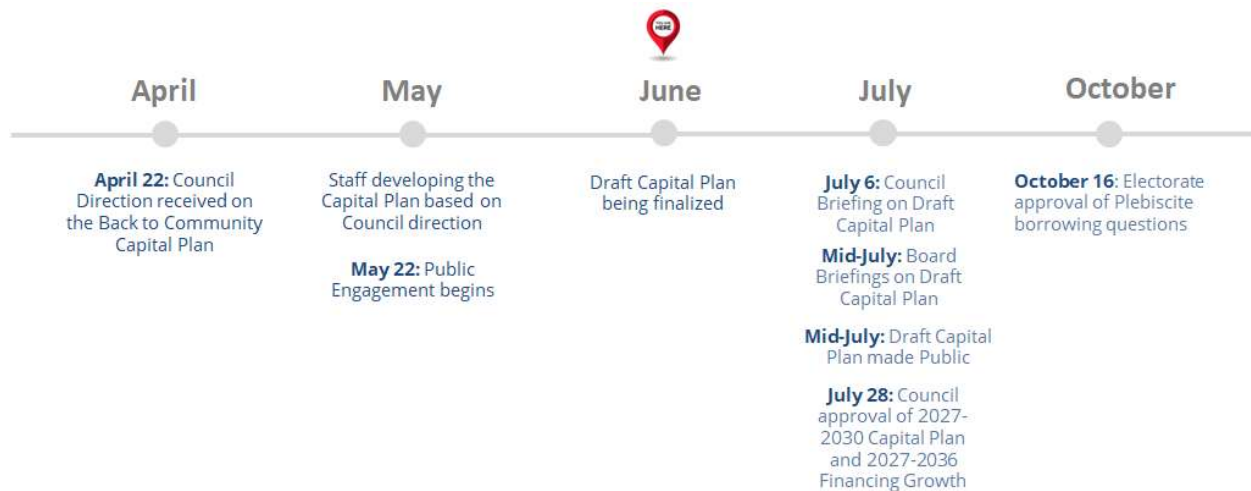 YOU ARE
HERE
April
May
June
July
October
April 22: Council
Direction received on
the Back to Community
Capital Plan
Staff developing the
Capital Plan based on
Council direction
May 22: Public
Engagement begins
Draft Capital Plan
being finalized
July 6: Council
Briefing on Draft
Capital Plan
Mid-July: Board
Briefings on Draft
Capital Plan
Mid-July: Draft Capital
Plan made Public
July 28: Council
approval of 2027-
2030 Capital Plan
and 2027-2036
Financing Growth
October 16: Electorate
approval of Plebiscite
borrowing questions